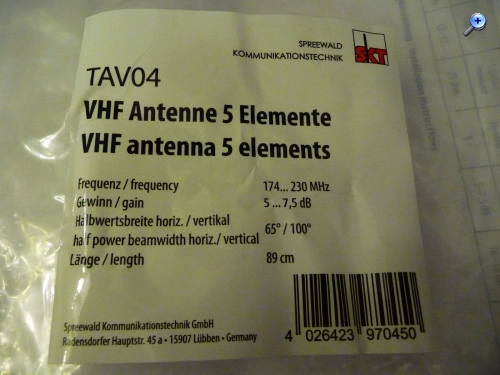 SPREEWALD
KOMMUNIKATIONSTECHNIK
SKT
TAV04
VHF Antenne 5 Elemente
VHF antenna 5 elements
Frequenz / frequency 174... 230 MHz
Gewinn / gain 5 ... 7,5 dB
Halbwertsbreite horiz. / vertikal
half power beamwidth horiz./ vertical 65° / 100°
Länge / length 89 cm
Spreewald Kommunikationstechnik GmbH
Radensdorfer Hauptstr. 45 a • 15907 Lübben • Germany
4 026423 970450